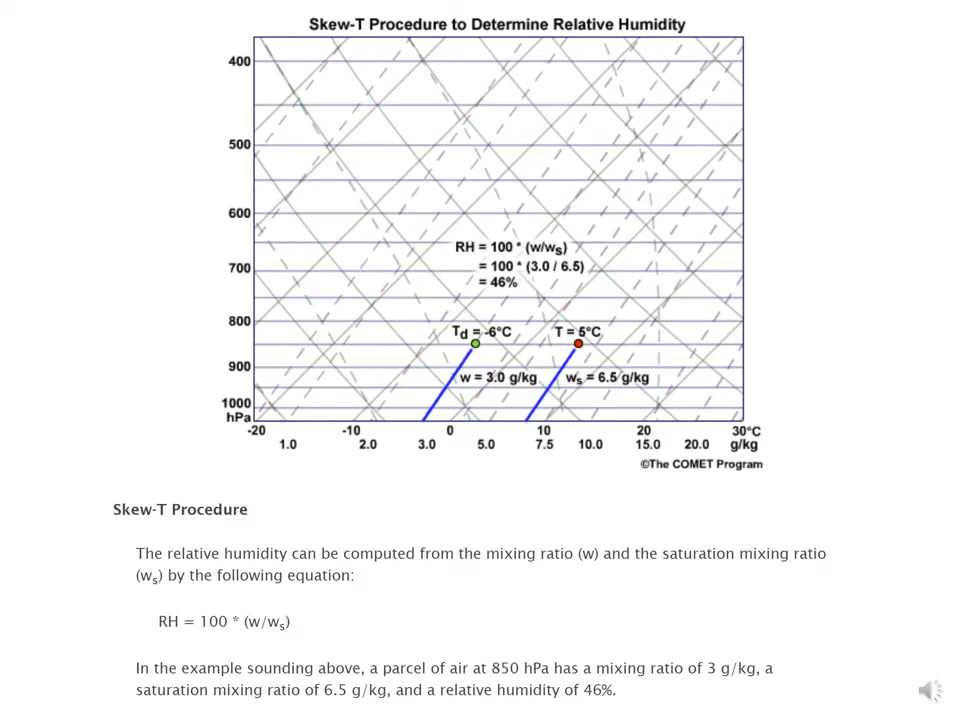 Skew-T Procedure to Determine Relative Humidity
400
500
600
RH = 100 * (w/ws)
= 100 * (3.0 / 6.5)
700
= 46%
800
Td = -6°C T = 5°C
900
w = 3.0 g/kg ws = 6.5 g/kg
1000
hPa
-20 -10 0 10 20 30°C
1.0 2.0 3.0 5.0 7.5 10.0 15.0 20.0 g/kg
©The COMET Program
Skew-T Procedure
The relative humidity can be computed from the mixing ratio (w) and the saturation mixing ratio
(ws) by the following equation:
RH = 100 * (w/ws)
In the example sounding above, a parcel of air at 850 hPa has a mixing ratio of 3 g/kg, a
saturation mixing ratio of 6.5 g/kg, and a relative humidity of 46%.